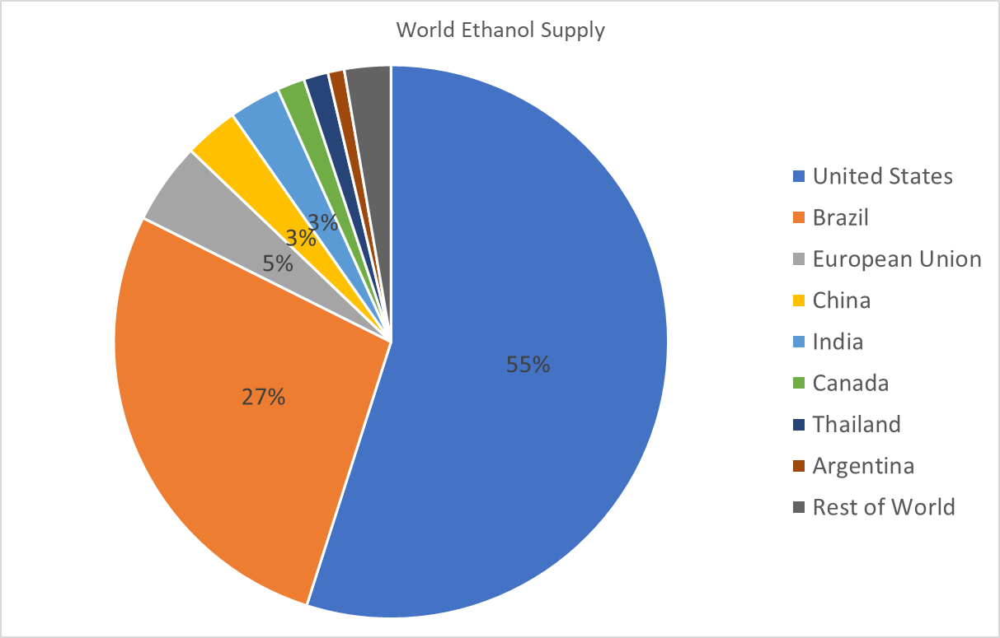 World Ethanol Supply
3%
3%
5%
55%
27%
United States
Brazil
European Union
China
India
Canada
Thailand
Argentina
Rest of World